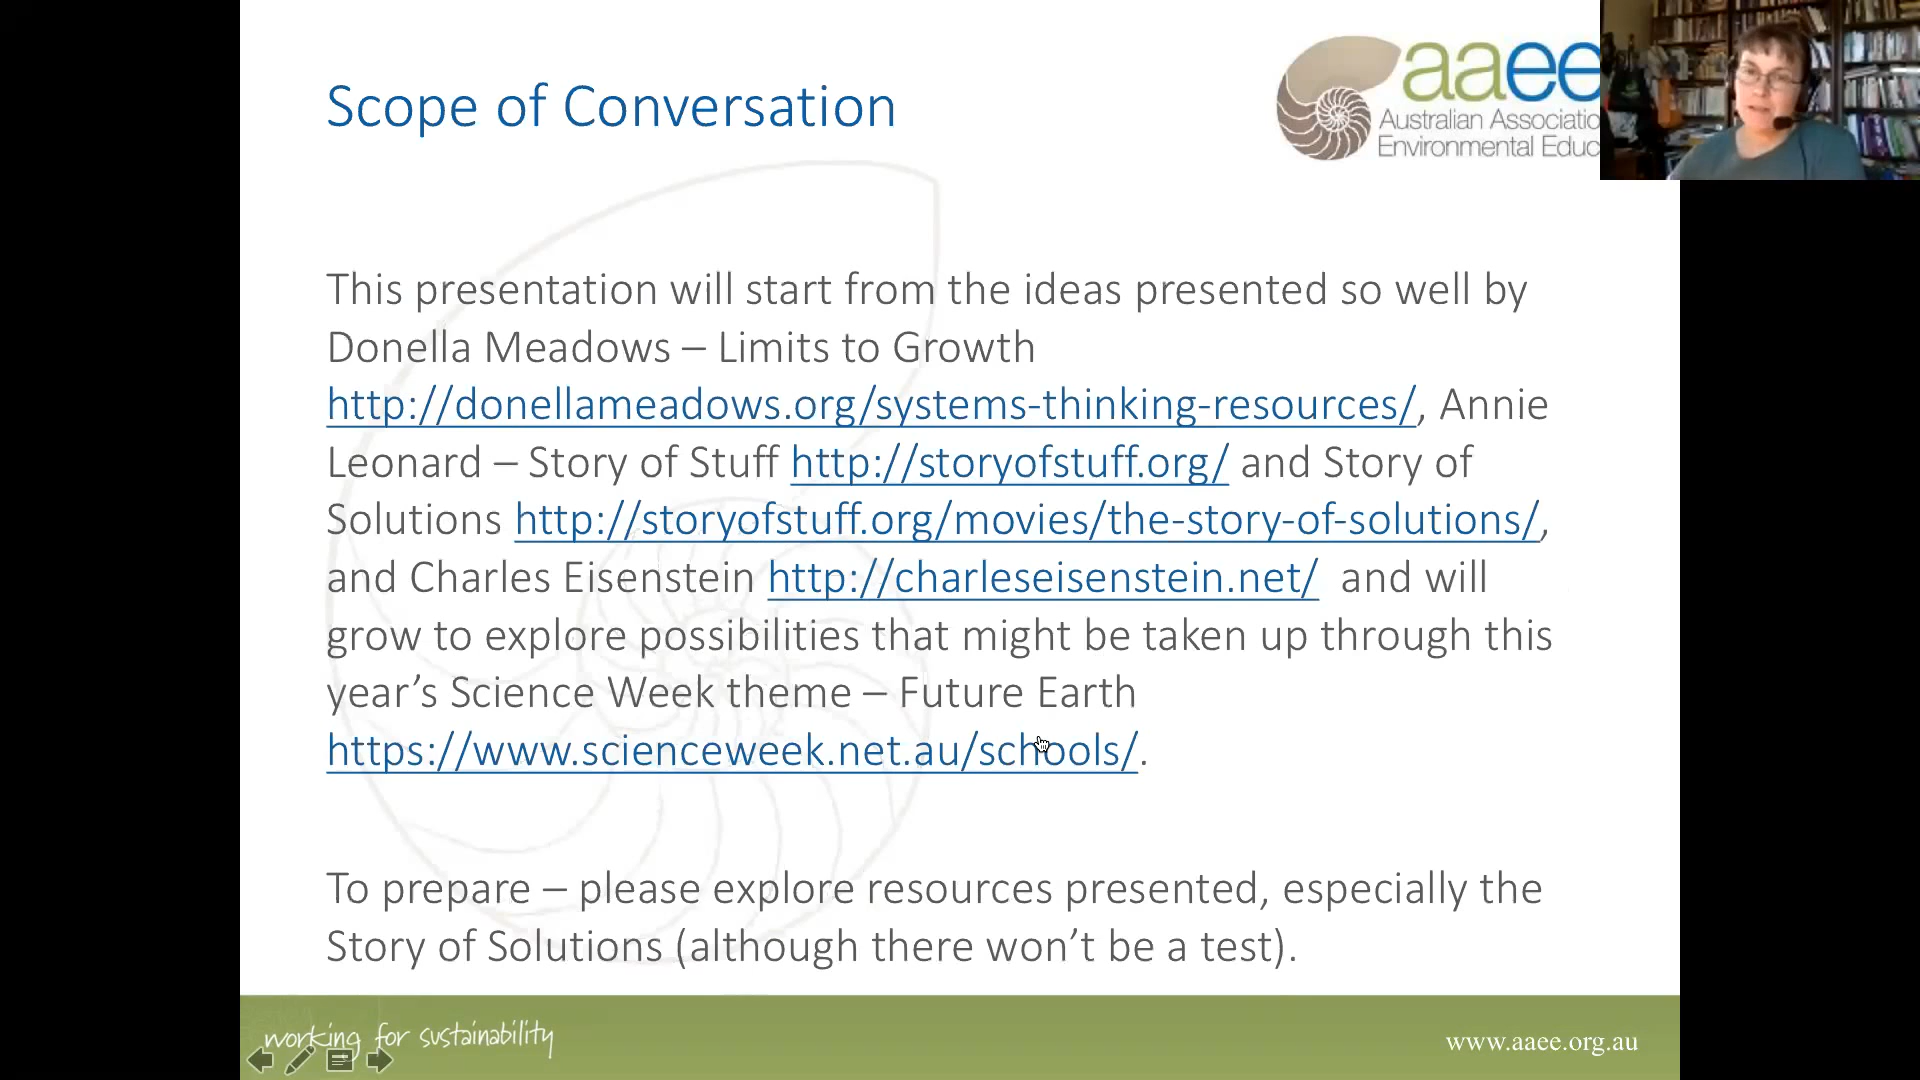 Scope of Conversation
aaee
Australian Associatio
Environmental Educ
This presentation will start from the ideas presented so well by
Donella Meadows – Limits to Growth
http://donellameadows.org/systems-thinking-resources/, Annie
Leonard – Story of Stuff http://storyofstuff.org/ and Story of
Solutions http://storyofstuff.org/movies/the-story-of-solutions/,
and Charles Eisenstein http://charleseisenstein.net/ and will
grow to explore possibilities that might be taken up through this
year’s Science Week theme – Future Earth
https://www.scienceweek.net.au/schools/.
To prepare – please explore resources presented, especially the
Story of Solutions (although there won’t be a test).
working for sustainability
www.aaee.org.au